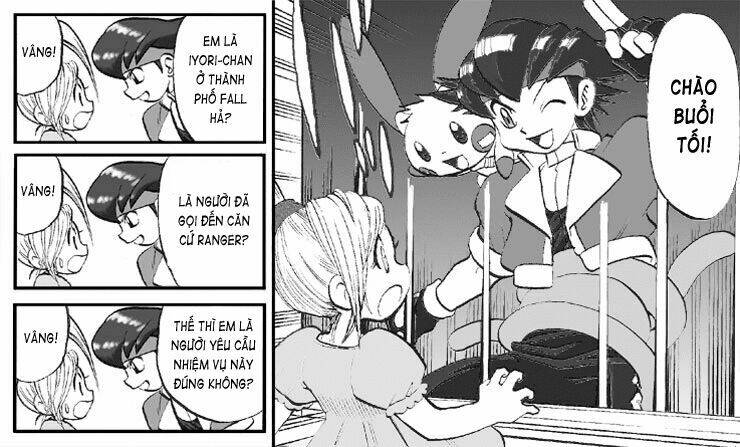 CHÀO
BUỔI
TỐI!
EM LÀ
IYORI-CHAN
Ở THÀNH
PHỐ FALL
HẢ?
VÂNG!
LÀ NGƯỜI ĐÃ
GỌI ĐẾN CĂN
CỨ RANGER?
VÂNG!
THẾ THÌ EM LÀ
NGƯỜI YÊU CẦU
NHIỆM VỤ NÀY
ĐÚNG KHÔNG?
VÂNG!